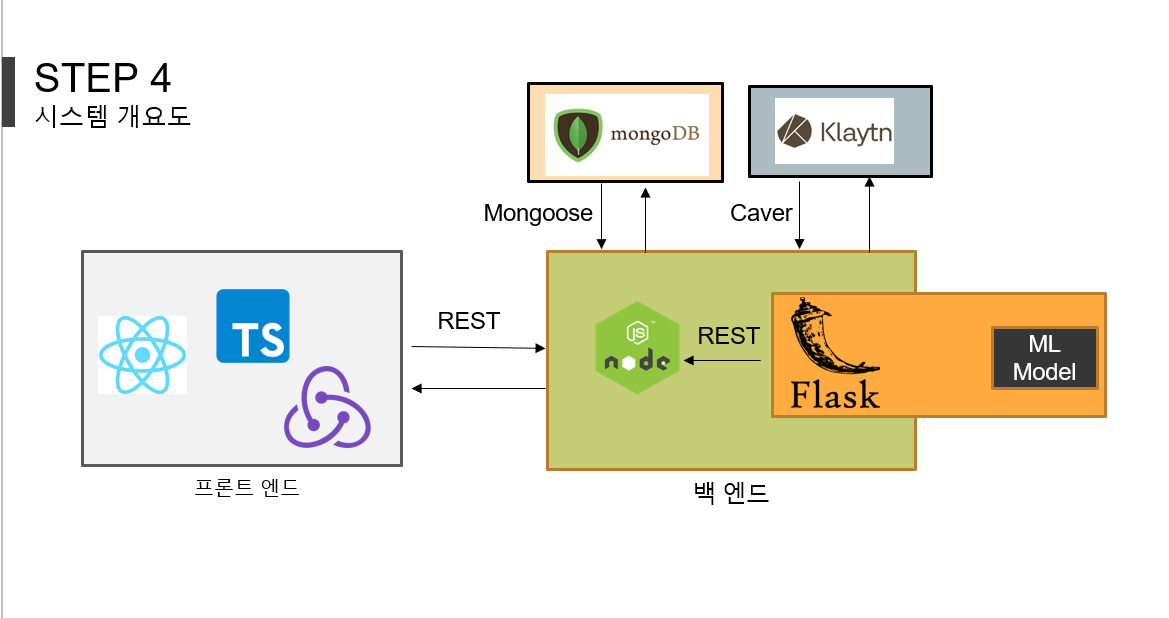 STEP 4
시스템 개요도
mongoDB
Klaytn
Mongoose
Caver
TS
REST
JS
node
REST
Flask
ML
Model
프론트 엔드
백 엔드